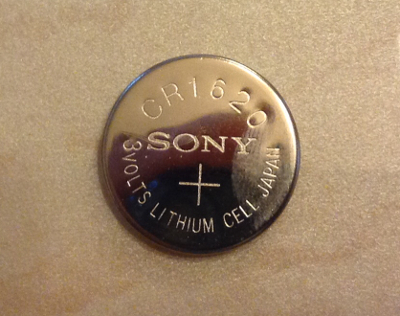 CR1620
SONY
+
3VOLTS LITHIUM CELL JAPAN